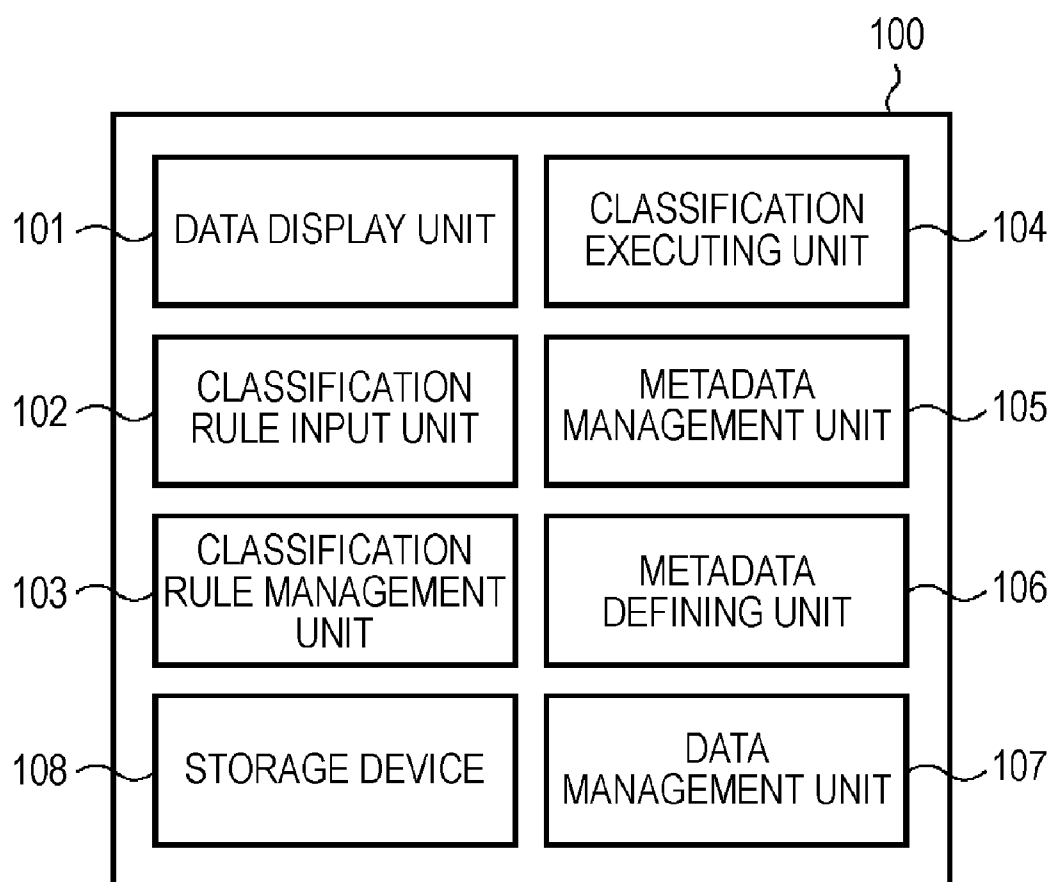 100
101
DATA DISPLAY UNIT
CLASSIFICATION
EXECUTING UNIT
104
102
CLASSIFICATION
RULE INPUT UNIT
METADATA
MANAGEMENT UNIT
105
103
CLASSIFICATION
RULE MANAGEMENT
UNIT
METADATA
DEFINING UNIT
106
108
STORAGE DEVICE
DATA
MANAGEMENT UNIT
107